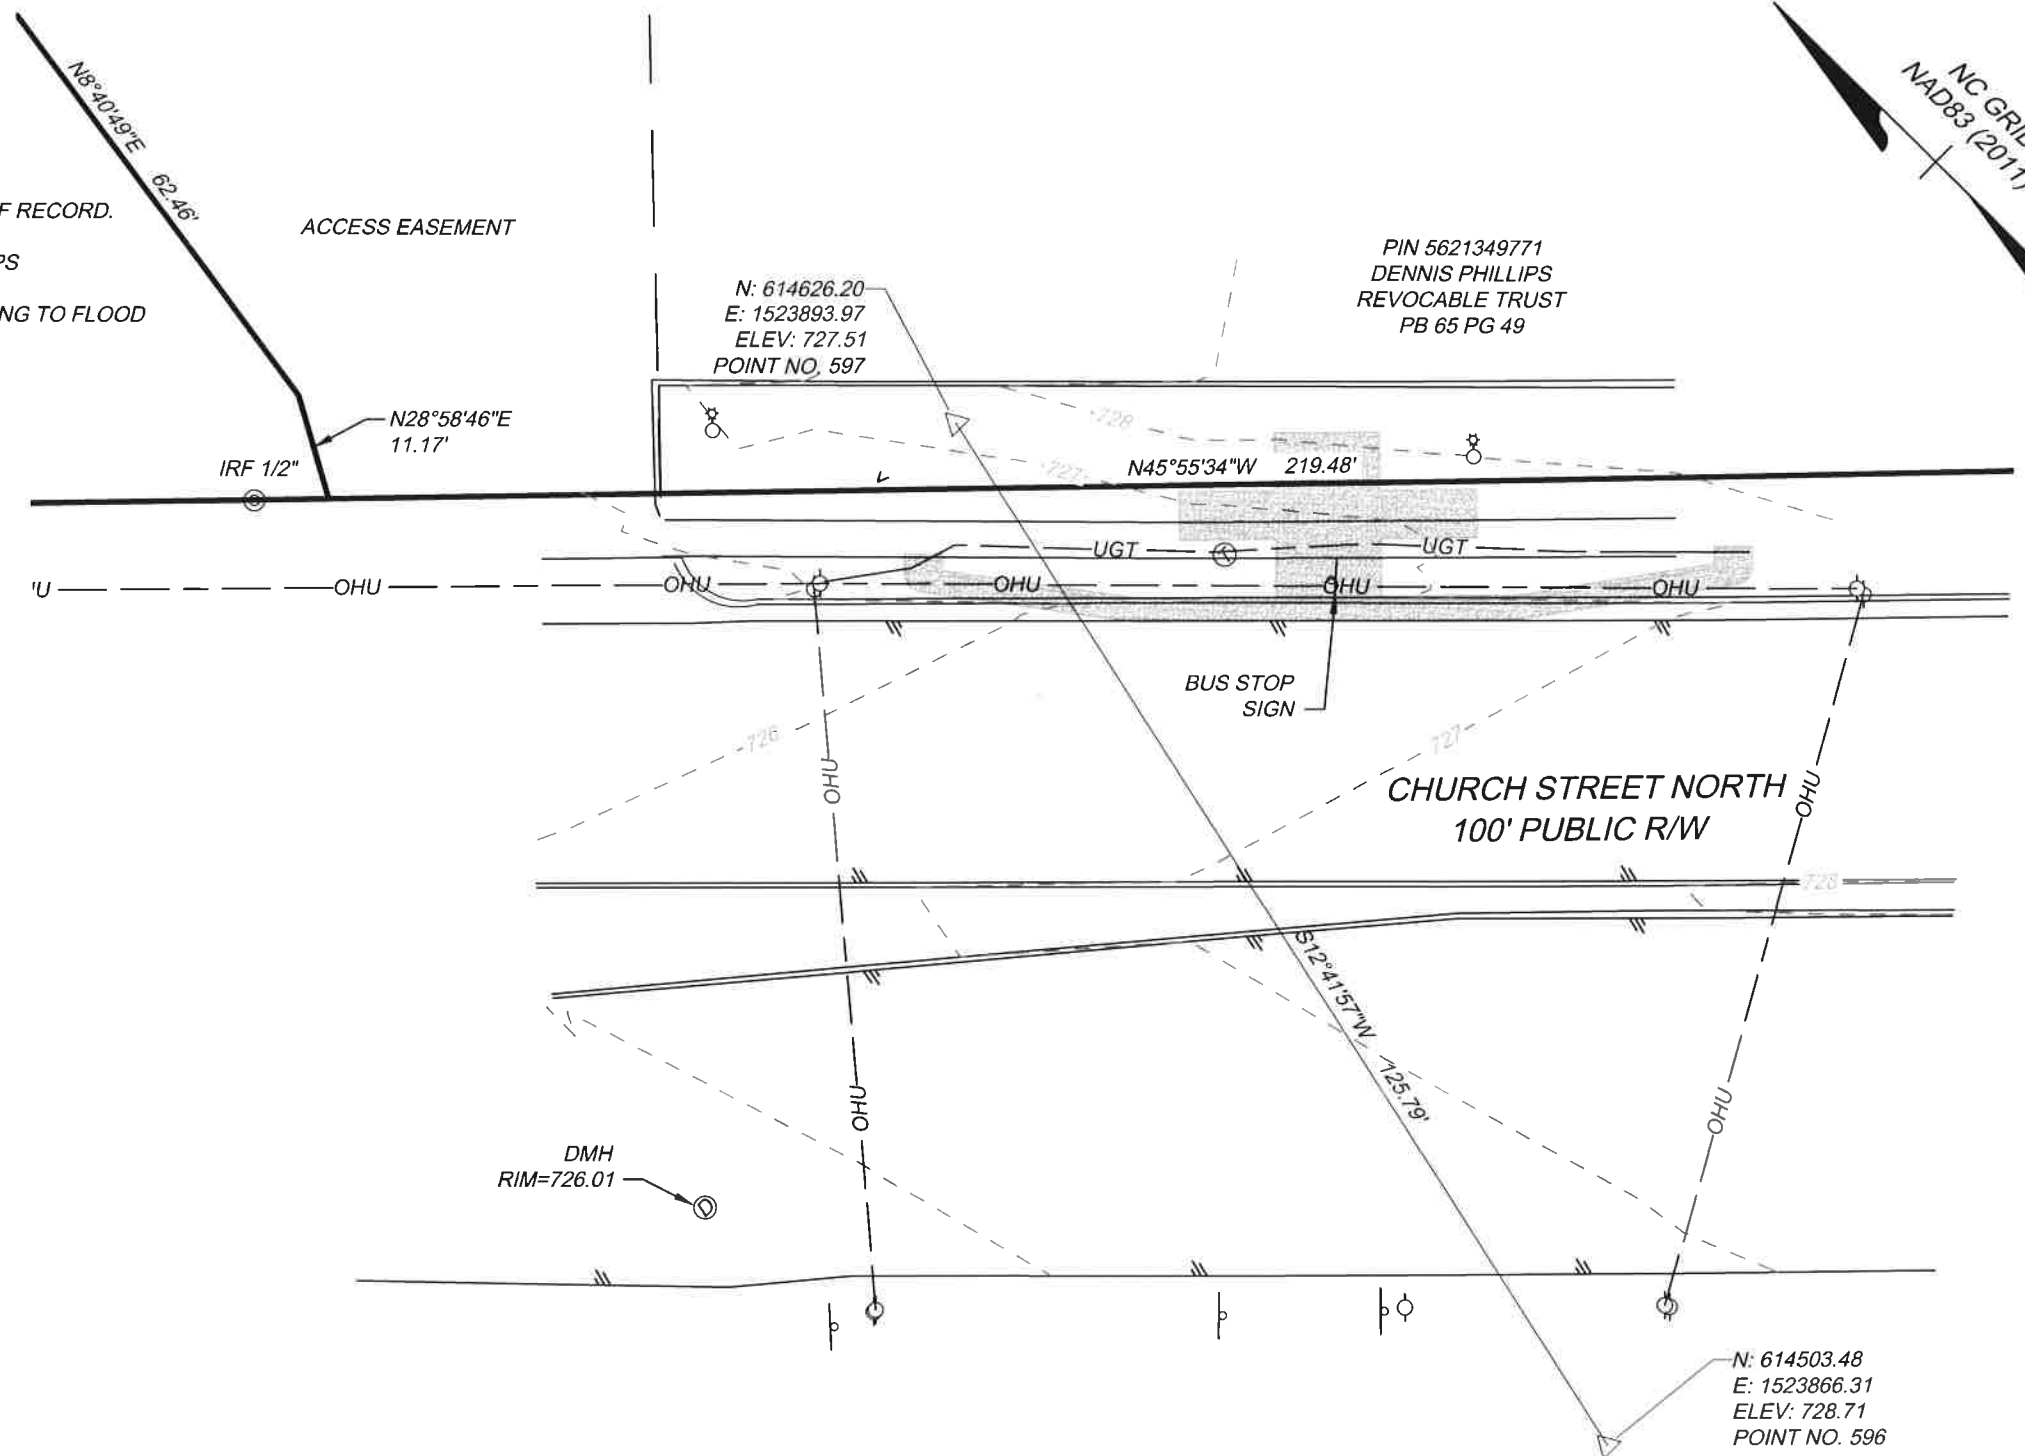 N8°40'49"E 62.46'
NC GRID
NAD83 (2011)
F RECORD.
PS
NG TO FLOOD
ACCESS EASEMENT
PIN 5621349771
DENNIS PHILLIPS
REVOCABLE TRUST
PB 65 PG 49
N: 614626.20
E: 1523893.97
ELEV: 727.51
POINT NO. 597
N28°58'46"E
11.17'
IRF 1/2"
728
727
N45°55'34"W 219.48'
UGT
UGT
T
'U
OHU
OHU
OHU
OHU
OHU
BUS STOP
SIGN
726
727
OHU
OHU
CHURCH STREET NORTH
100' PUBLIC R/W
728
S12°41'57"W 125.79'
OHU
OHU
DMH
RIM=726.01
D
N: 614503.48
E: 1523866.31
ELEV: 728.71
POINT NO. 596